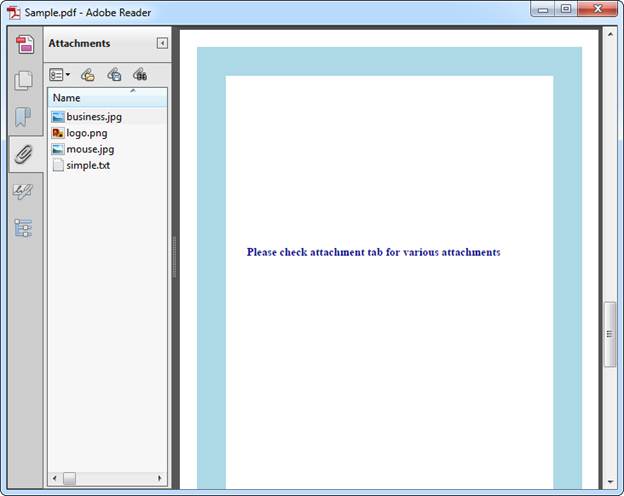 Sample.pdf - Adobe Reader
Attachments
Name
business.jpg
logo.png
mouse.jpg
simple.txt
Please check attachment tab for various attachments